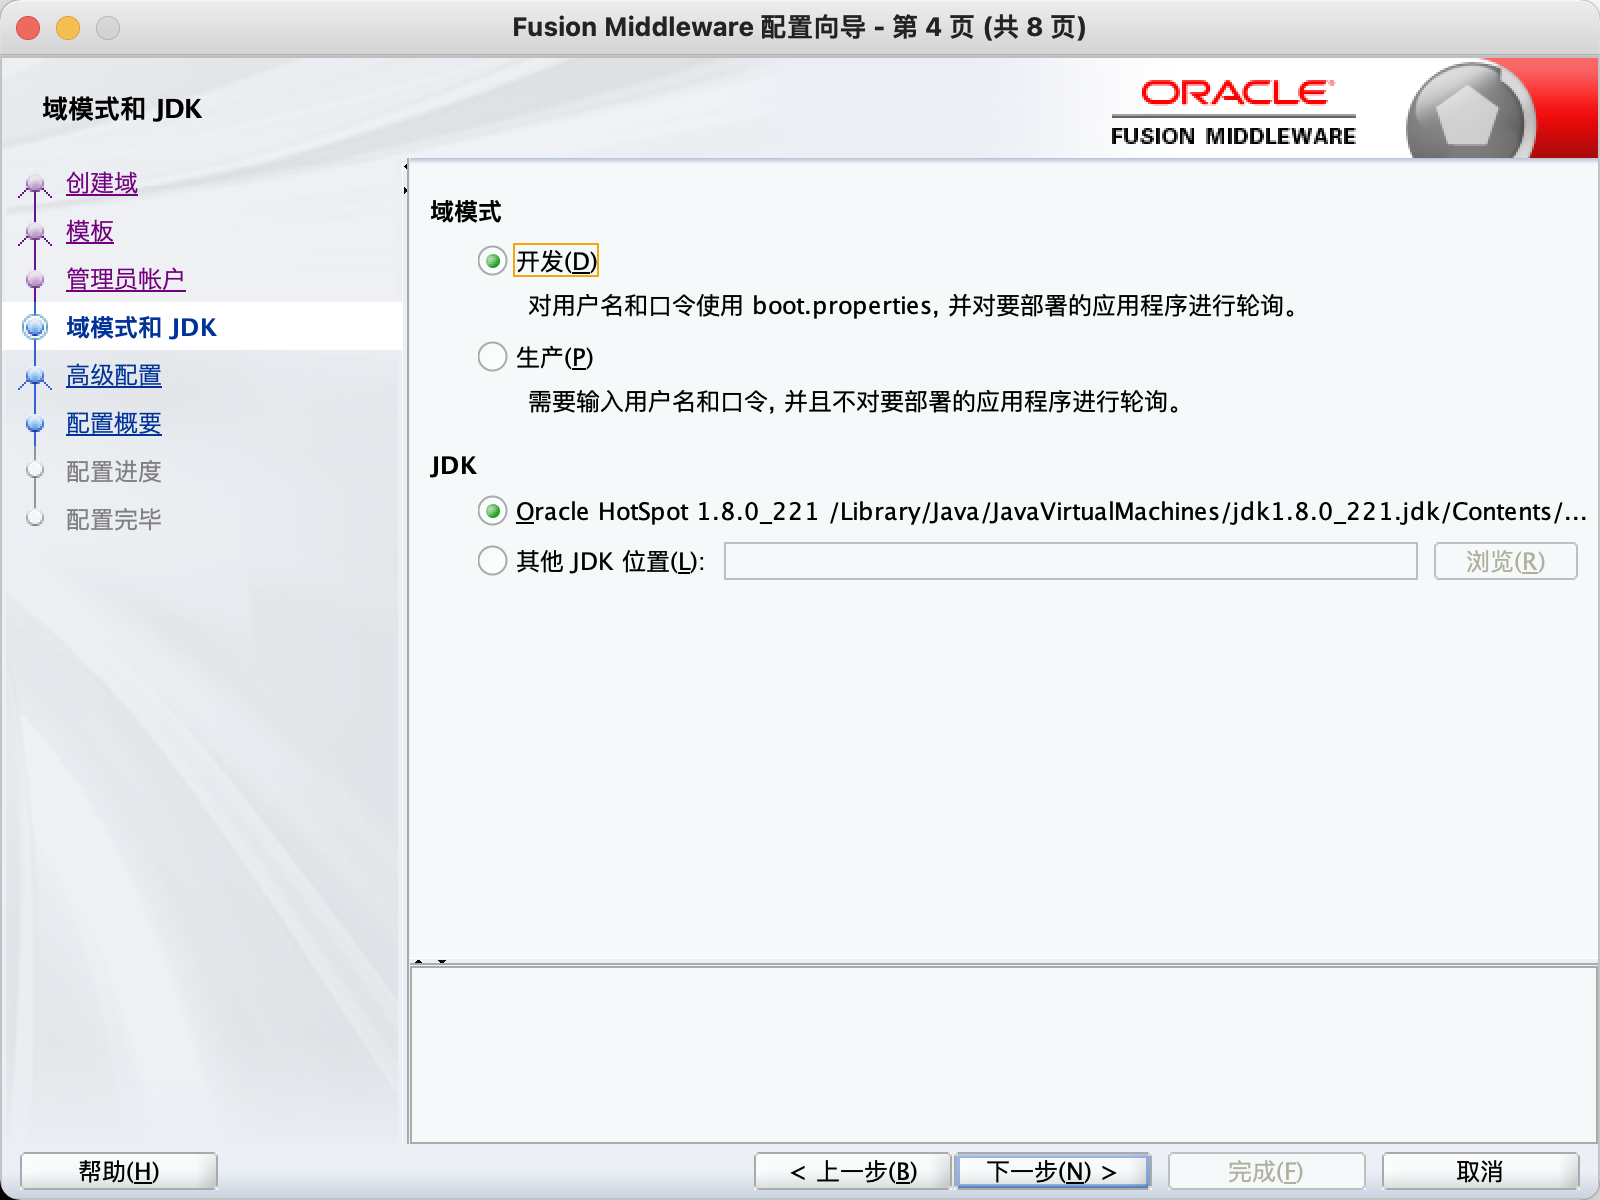 Fusion Middleware 配置向导 - 第 4 页 (共 8 页)
域模式和 JDK
ORACLE
FUSION MIDDLEWARE
创建域
模板
管理员帐户
域模式和 JDK
高级配置
配置概要
配置进度
配置完毕
域模式
开发(D)
对用户名和口令使用 boot.properties, 并对要部署的应用程序进行轮询。
生产(P)
需要输入用户名和口令, 并且不对要部署的应用程序进行轮询。
JDK
Oracle HotSpot 1.8.0_221 /Library/Java/JavaVirtualMachines/jdk1.8.0_221.jdk/Contents/...
其他 JDK 位置(L):
浏览(R)
帮助(H)
< 上一步(B)
下一步(N) >
完成(F)
取消